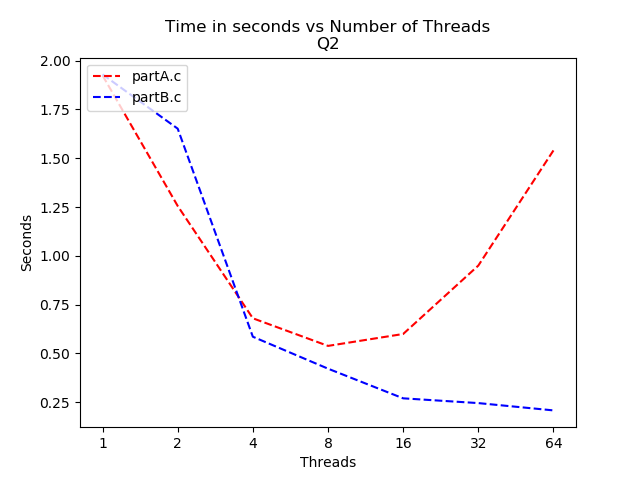 Time in seconds vs Number of Threads
Q2
partA.c
partB.c
2.00
1.75
1.50
1.25
1.00
0.75
0.50
0.25
Seconds
1 2 4 8 16 32 64
Threads